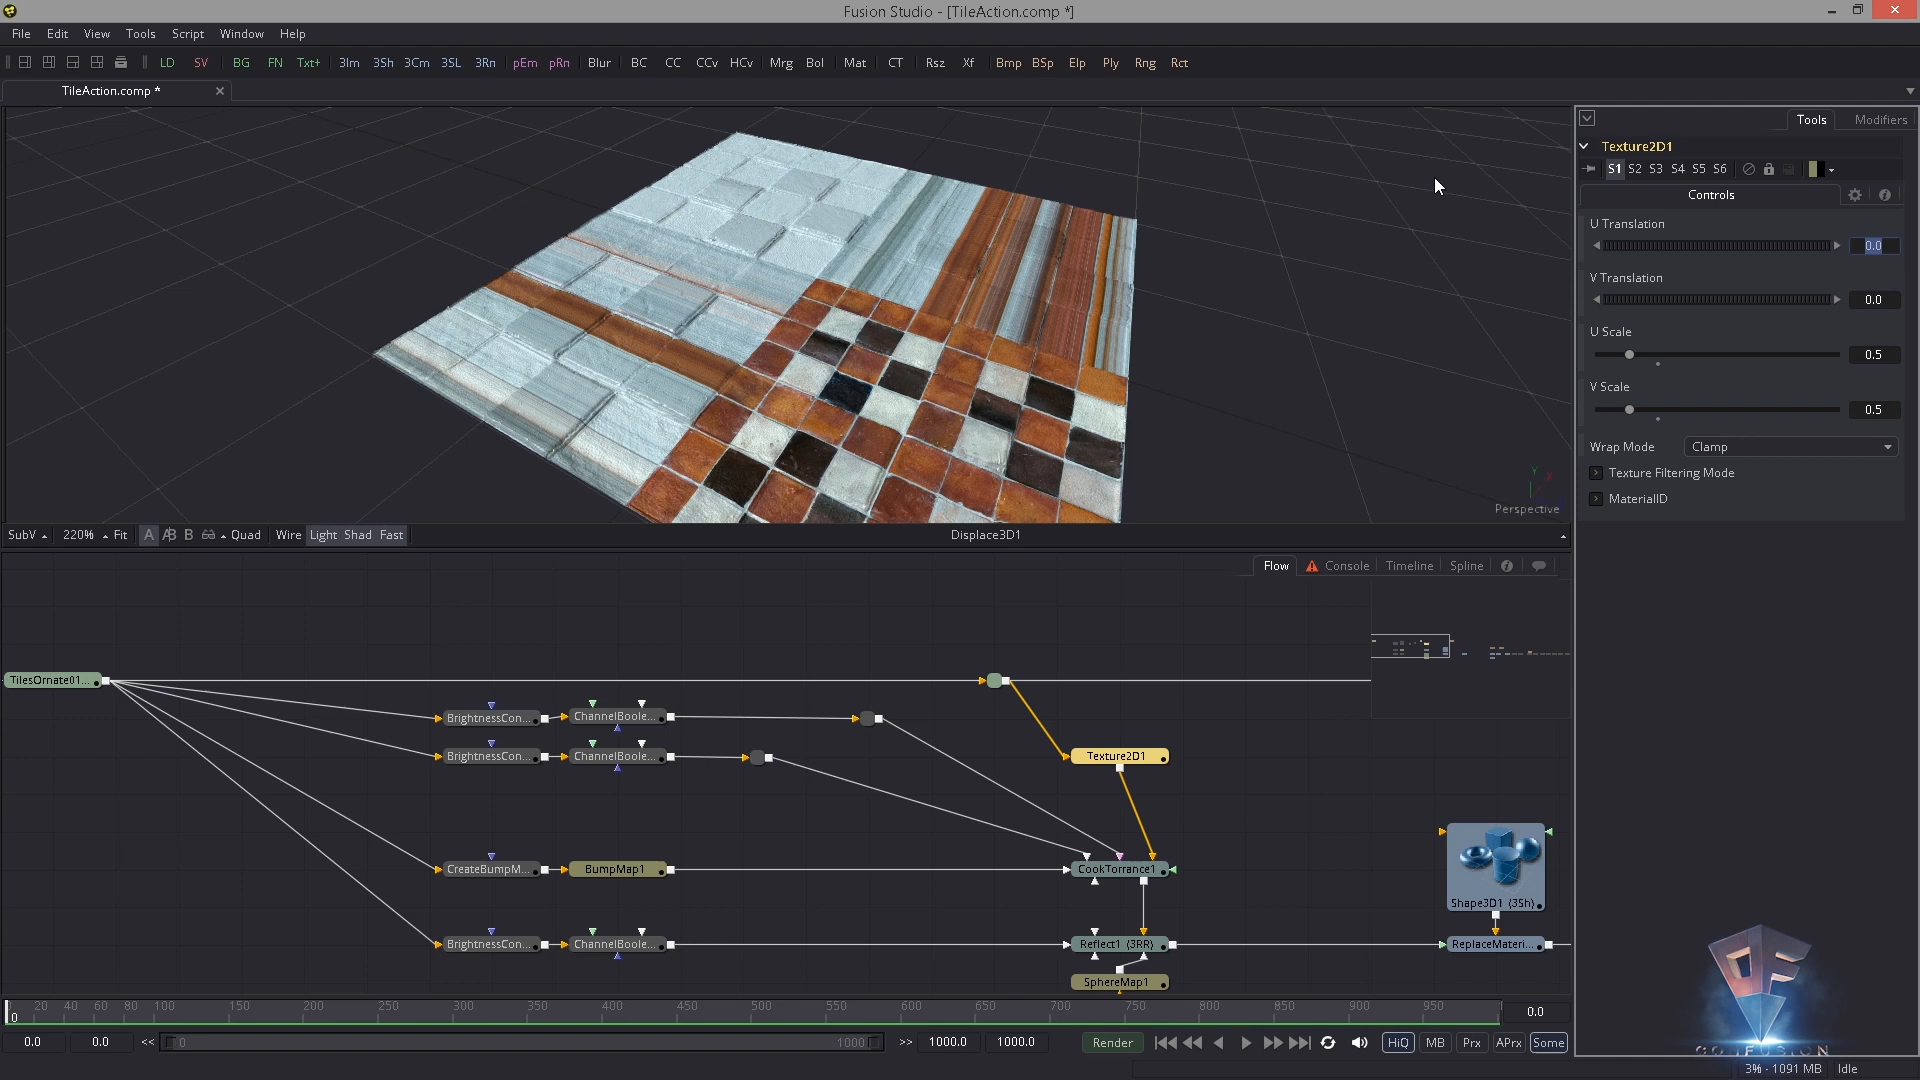 Fusion Studio - [TileAction.comp *]
File Edit View Tools Script Window Help
LD SV BG FN Txt+ 3Im 3Sh 3Cm 3SL 3Rn pEm pRn Blur BC CC CCv HCv Mrg Bol Mat CT Rsz Xf Bmp BSp Elp Ply Rng Rct
TileAction.comp *
Tools Modifiers
Texture2D1
S1 S2 S3 S4 S5 S6
Controls
U Translation
0.0
V Translation
0.0
U Scale
0.5
V Scale
0.5
Wrap Mode Clamp
Texture Filtering Mode
MaterialID
Y
X
Perspective
SubV 220% Fit A A|B B Quad Wire Light Shad Fast Displace3D1
Flow Console Timeline Spline
TilesOrnate01...
BrightnessCon... ChannelBoole...
BrightnessCon... ChannelBoole... Texture2D1
CreateBumpM... BumpMap1 CookTorrance1
Shape3D1 (3Sh)
BrightnessCon... ChannelBoole... Reflect1 (3RR) ReplaceMateri...
SphereMap1
0 20 40 60 80 100 150 200 250 300 350 400 450 500 550 600 650 700 750 800 850 900 950 0.0
0.0 0.0 << 0 1000 >> 1000.0 1000.0 Render HiQ MB Prx APrx Some
CONFUSION
3% - 1091 MB Idle